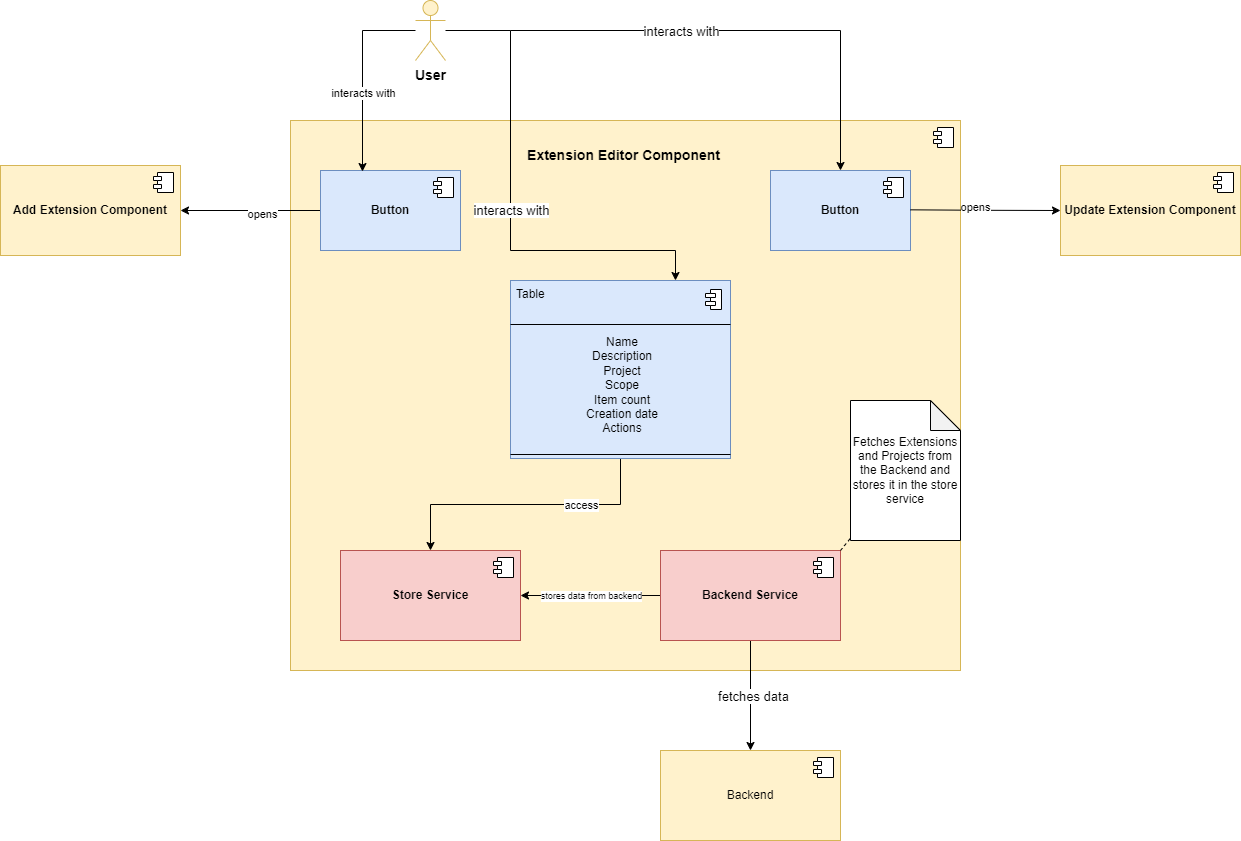 interacts with
User
interacts with
Extension Editor Component
Add Extension Component
opens
Button
interacts with
Button
opens
Update Extension Component
Table
Name
Description
Project
Scope
Item count
Creation date
Actions
Fetches Extensions
and Projects from
the Backend and
stores it in the store
service
access
Store Service
stores data from backend
Backend Service
fetches data
Backend